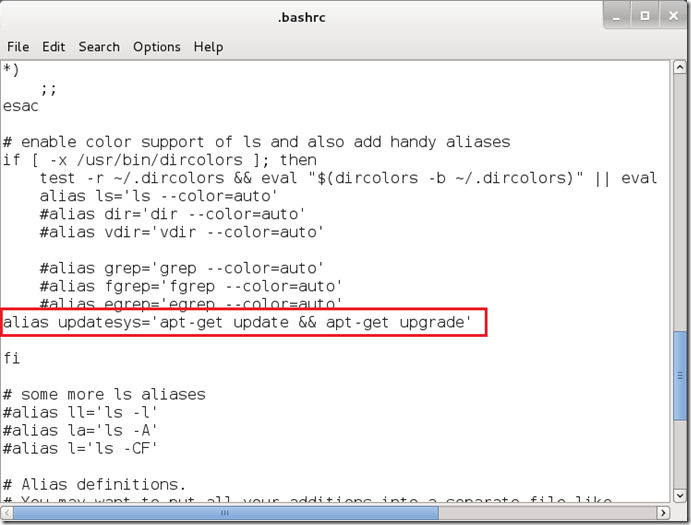 .bashrc
File Edit Search Options Help
*)
    ;;
esac

# enable color support of ls and also add handy aliases
if [ -x /usr/bin/dircolors ]; then
    test -r ~/.dircolors && eval "$(dircolors -b ~/.dircolors)" || eval
    alias ls='ls --color=auto'
    #alias dir='dir --color=auto'
    #alias vdir='vdir --color=auto'

    #alias grep='grep --color=auto'
    #alias fgrep='fgrep --color=auto'
    #alias egrep='egrep --color=auto'
alias updatesys='apt-get update && apt-get upgrade'

fi

# some more ls aliases
#alias ll='ls -l'
#alias la='ls -A'
#alias l='ls -CF'

# Alias definitions.
# You may want to put all your additions into a separate file like